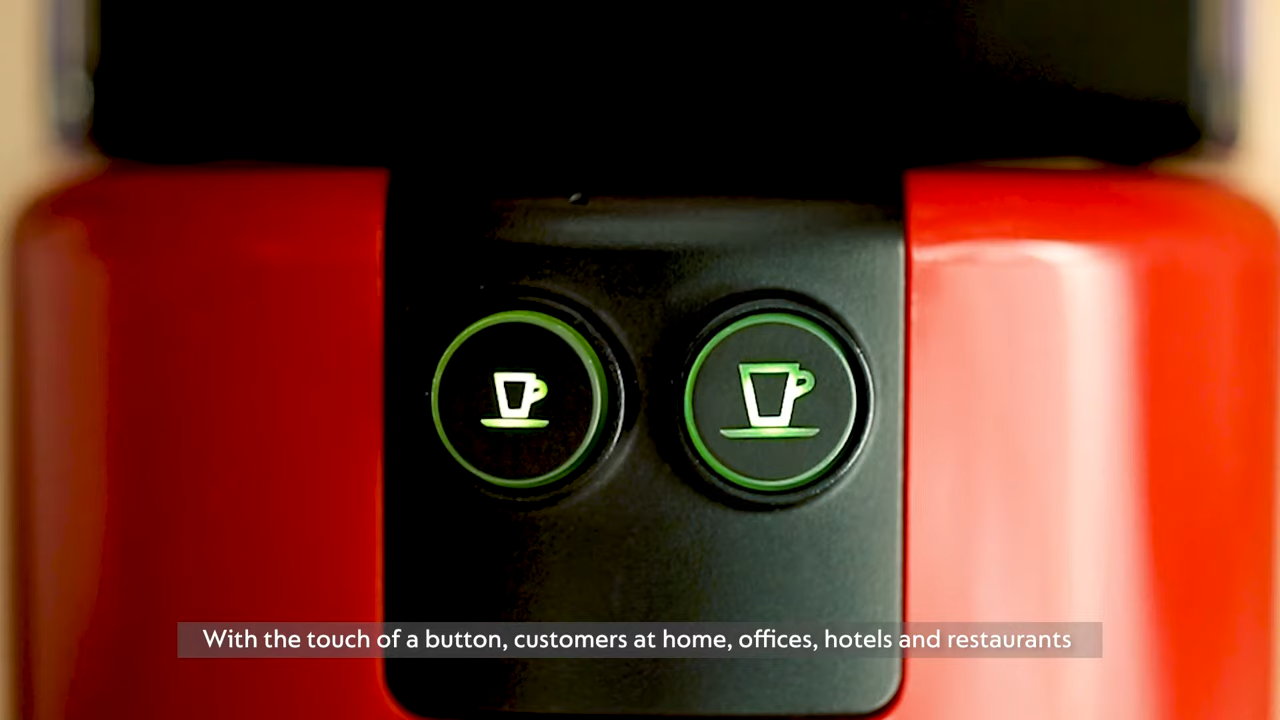 With the touch of a button, customers at home, offices, hotels and restaurants